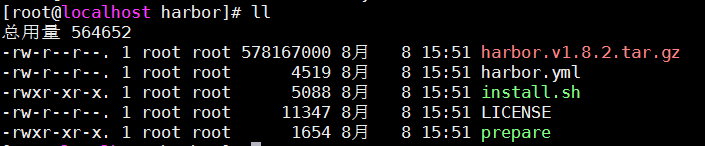 [root@localhost harbor]# ll
总用量 564652
-rw-r--r--. 1 root root 578167000 8月   8 15:51 harbor.v1.8.2.tar.gz
-rw-r--r--. 1 root root      4519 8月   8 15:51 harbor.yml
-rwxr-xr-x. 1 root root      5088 8月   8 15:51 install.sh
-rw-r--r--. 1 root root     11347 8月   8 15:51 LICENSE
-rwxr-xr-x. 1 root root      1654 8月   8 15:51 prepare